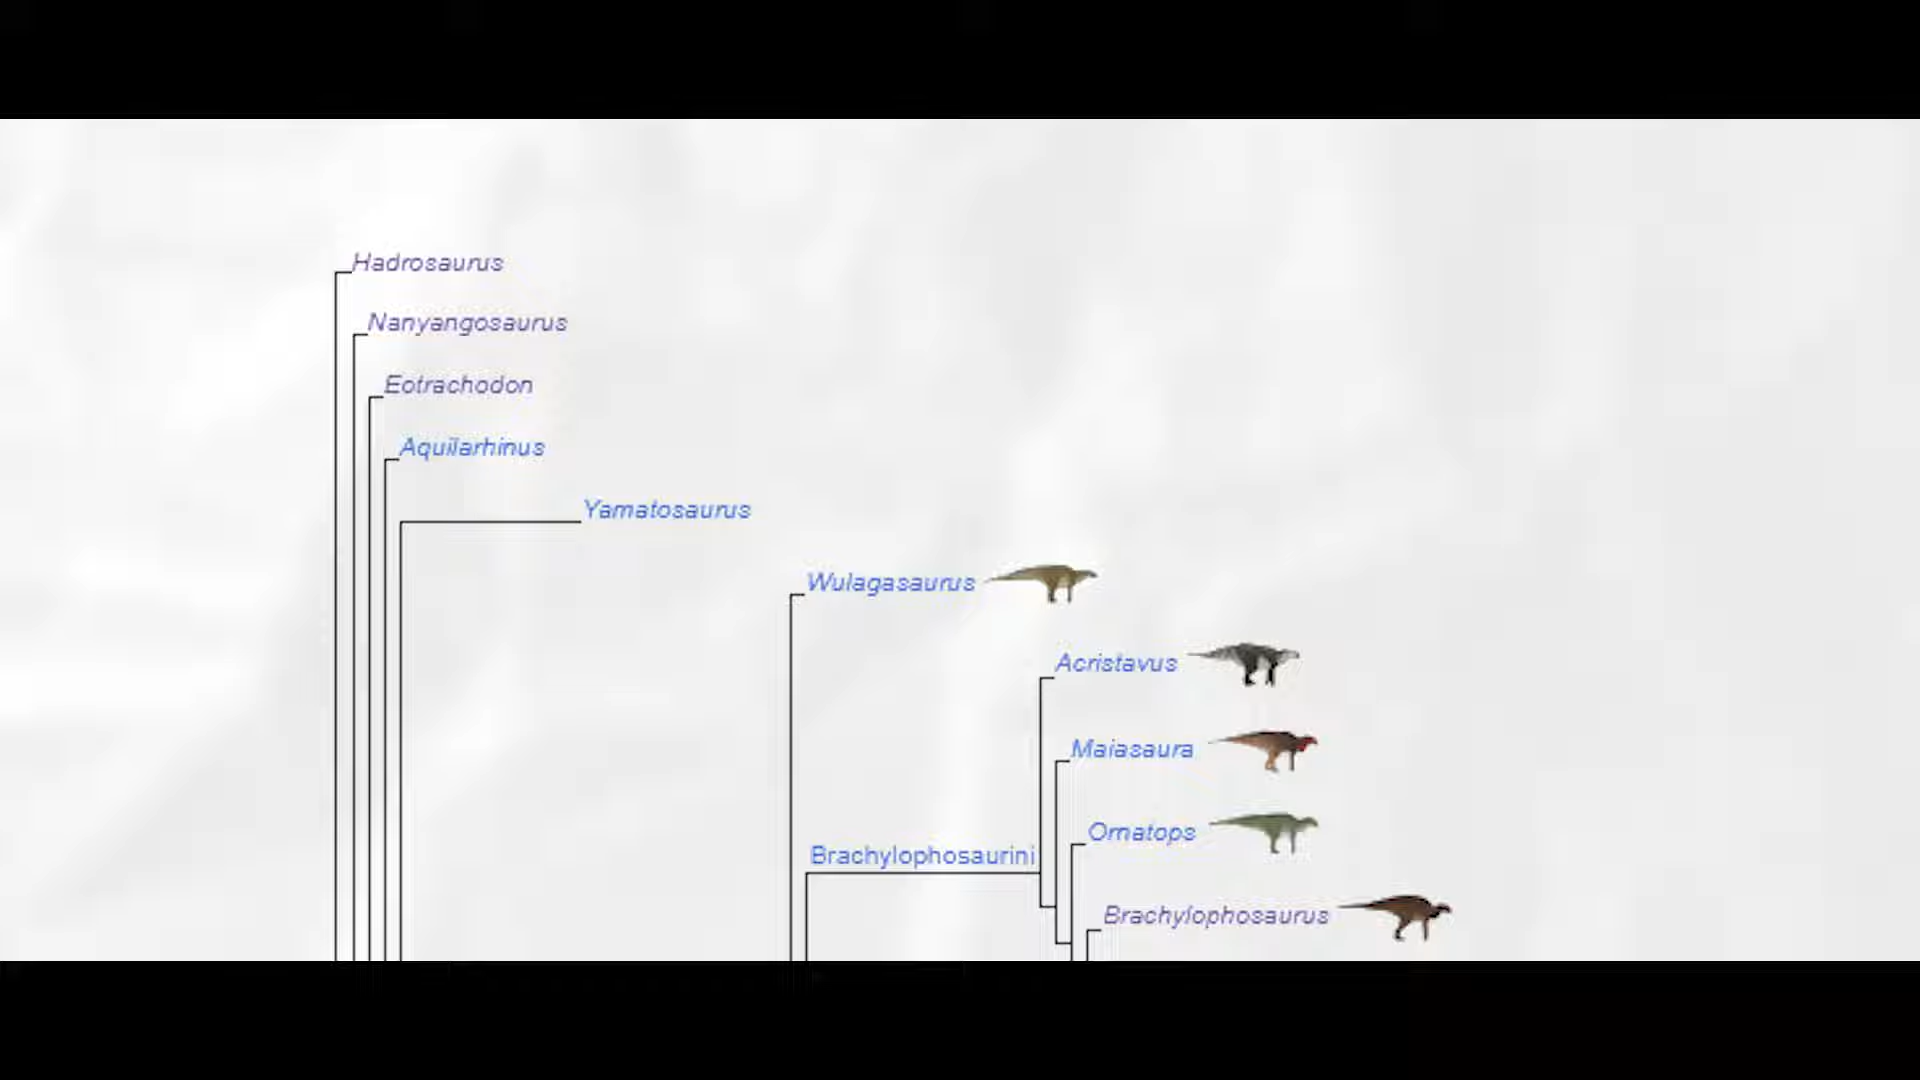 Hadrosaurus
Nanyangosaurus
Eotrachodon
Aquilarhinus
Yamatosaurus
Wulagasaurus
Acristavus
Maiasaura
Ornatops
Brachylophosaurini
Brachylophosaurus